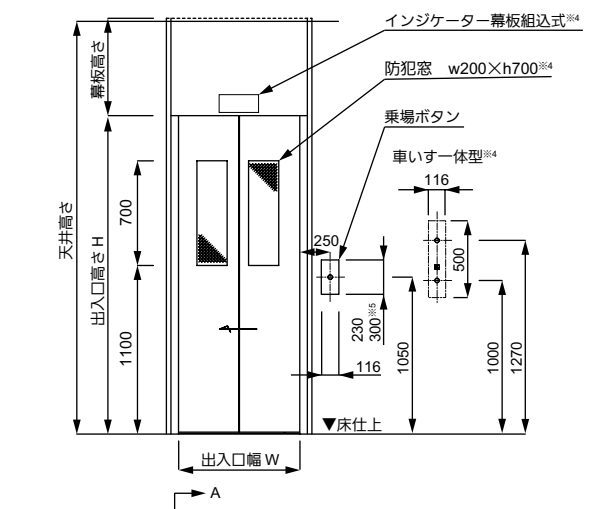 インジケーター幕板組込式※4
防犯窓 w200×h700※4
乗場ボタン
車いす一体型※4
116
幕板高さ
天井高さ
出入口高さ H
700
1100
250
500
230
300※5
116
1050
1000
1270
▼床仕上
出入口幅 W
A